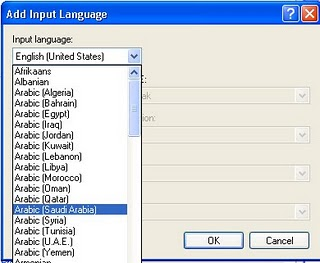 Add Input Language
Input language:
English (United States)
Afrikaans
Albanian
Arabic (Algeria)
Arabic (Bahrain)
Arabic (Egypt)
Arabic (Iraq)
Arabic (Jordan)
Arabic (Kuwait)
Arabic (Lebanon)
Arabic (Libya)
Arabic (Morocco)
Arabic (Oman)
Arabic (Qatar)
Arabic (Saudi Arabia)
Arabic (Syria)
Arabic (Tunisia)
Arabic (U.A.E.)
Arabic (Yemen)
Armenian
OK
Cancel